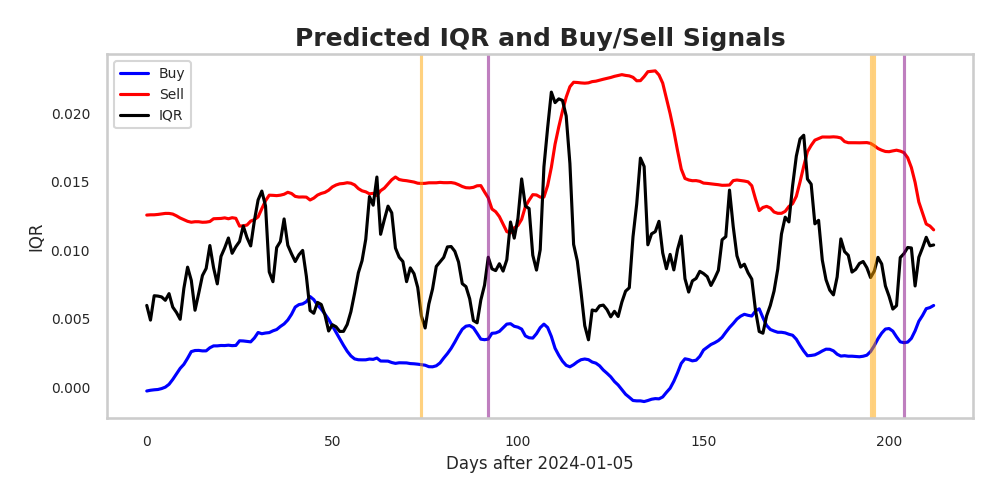 Predicted IQR and Buy/Sell Signals
Buy
Sell
IQR
IQR
0.020
0.015
0.010
0.005
0.000
0
50
100
150
200
Days after 2024-01-05